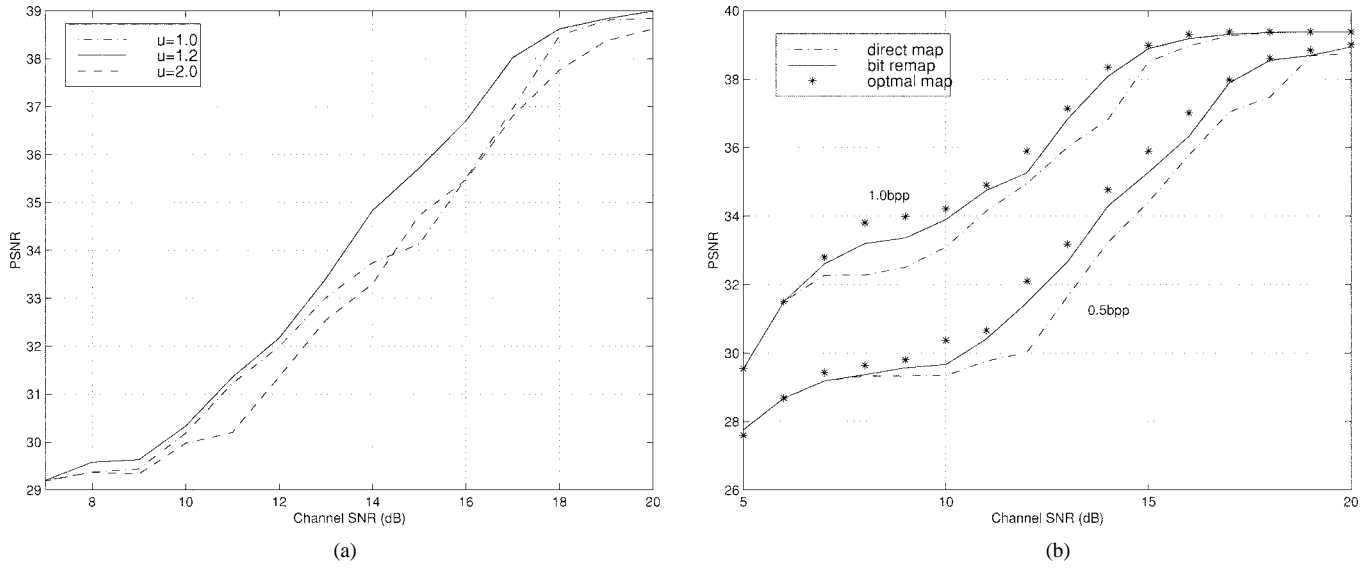 39
38
37
36
35
34
33
32
31
30
29
PSNR
u=1.0
u=1.2
u=2.0
8 10 12 14 16 18 20
Channel SNR (dB)
(a)
40
38
36
34
32
30
28
26
PSNR
direct map
bit remap
optmal map
1.0bpp
0.5bpp
5 10 15 20
Channel SNR (dB)
(b)